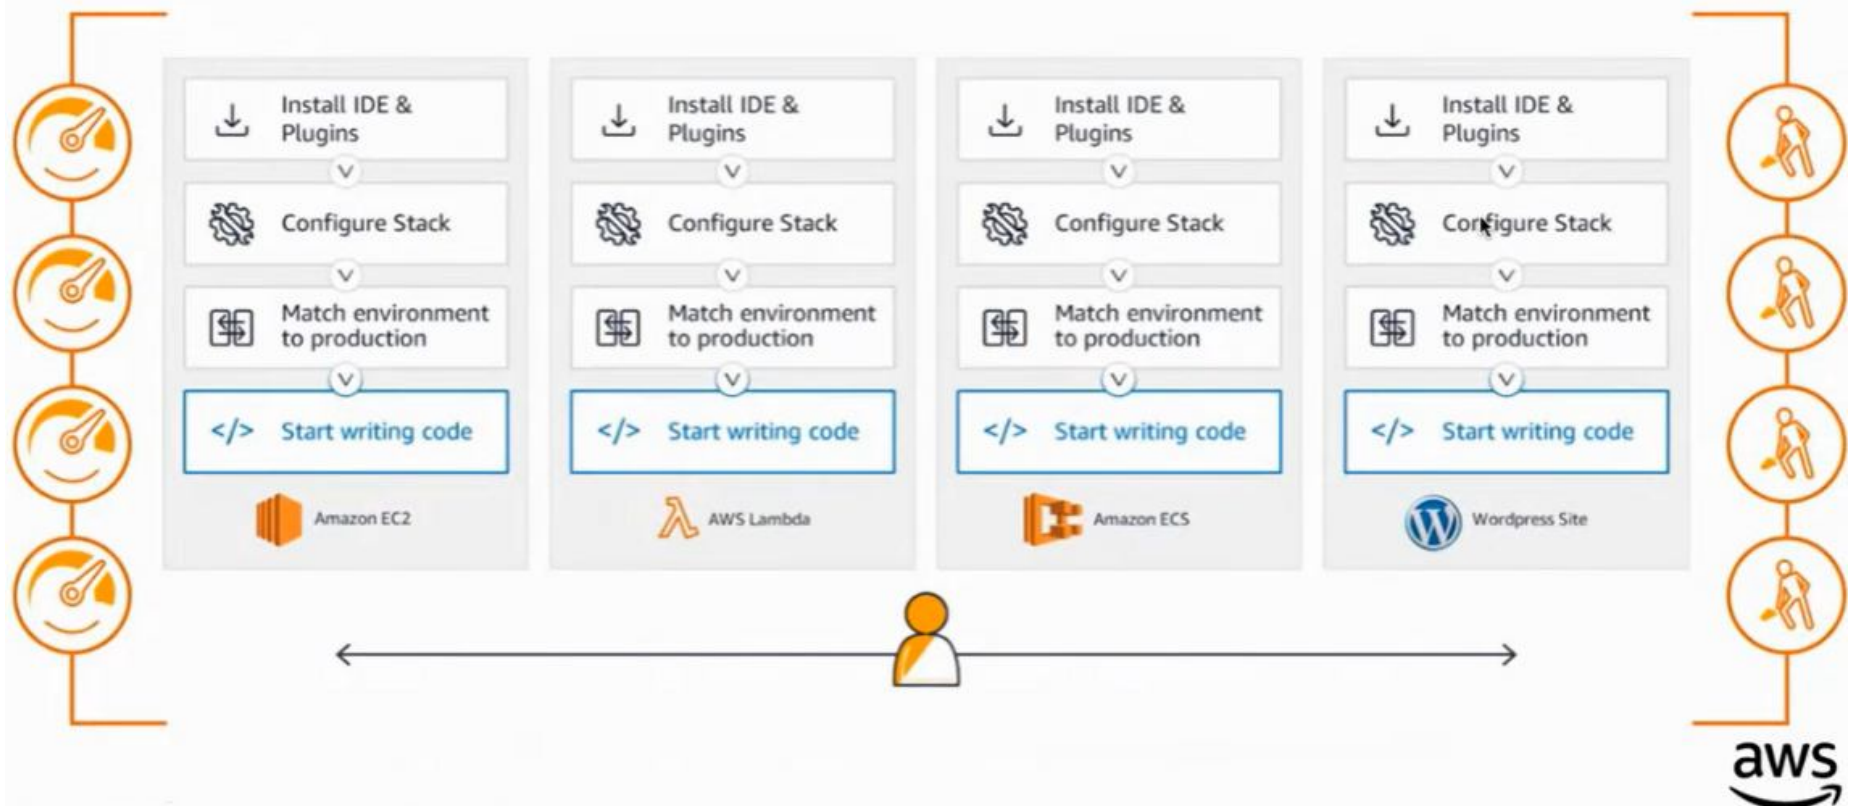 Install IDE &
Plugins
Configure Stack
Match environment
to production
</> Start writing code
Amazon EC2
Install IDE &
Plugins
Configure Stack
Match environment
to production
</> Start writing code
AWS Lambda
Install IDE &
Plugins
Configure Stack
Match environment
to production
</> Start writing code
Amazon ECS
Install IDE &
Plugins
Configure Stack
Match environment
to production
</> Start writing code
Wordpress Site
aws